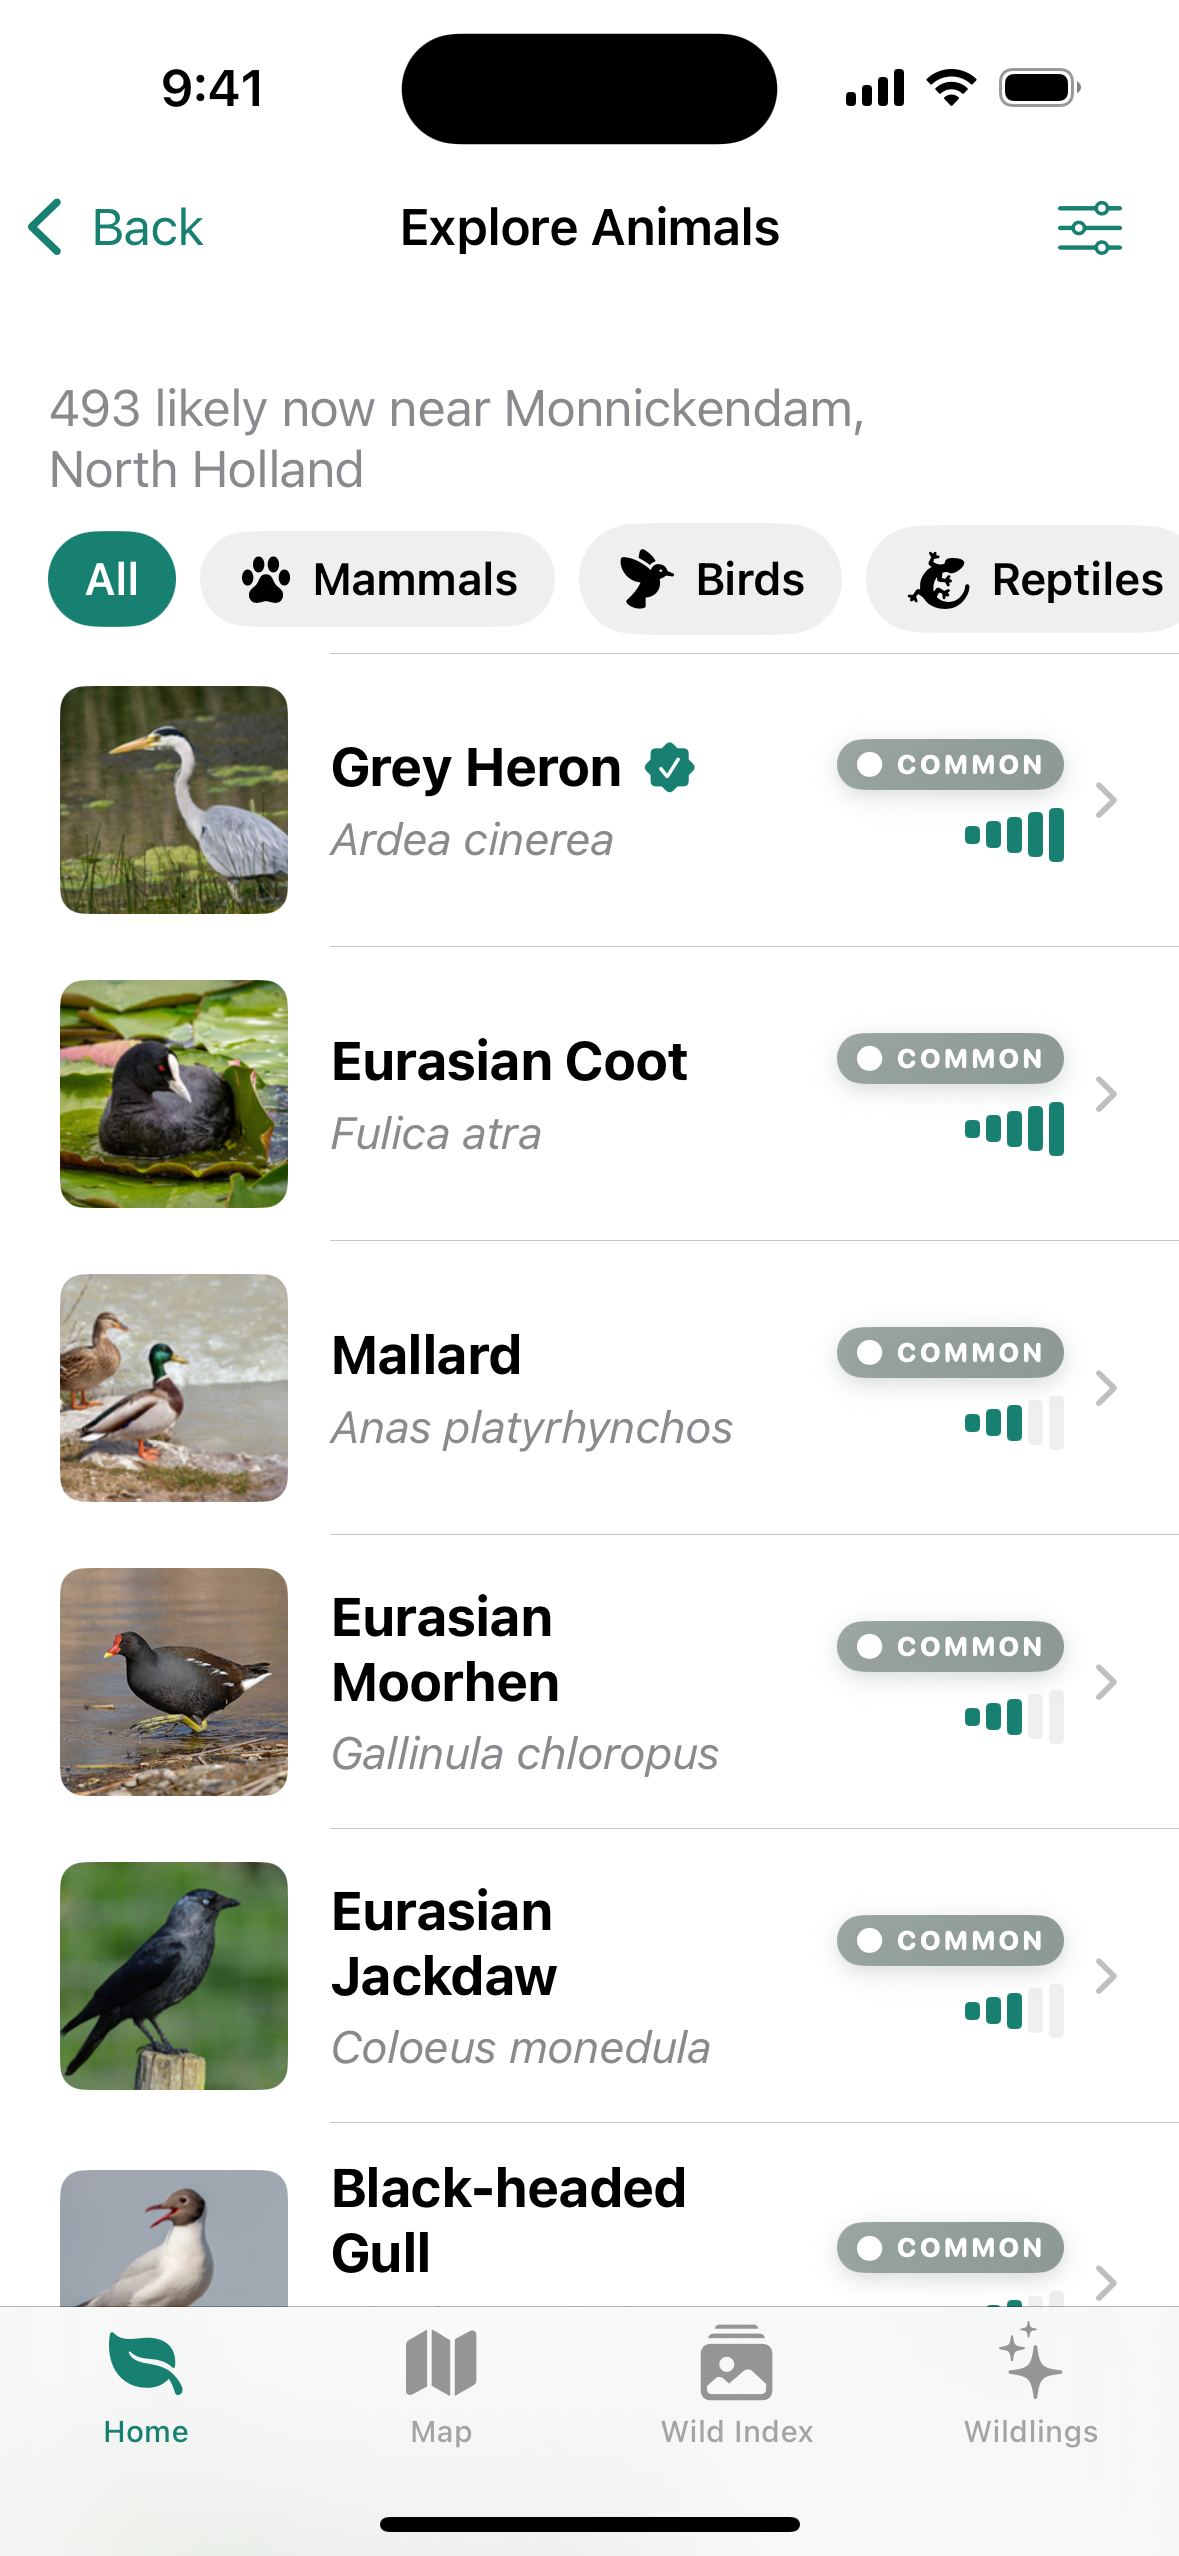 9:41
Back
Explore Animals
493 likely now near Monnickendam,
North Holland
All
Mammals
Birds
Reptiles
Grey Heron
COMMON
Ardea cinerea
Eurasian Coot
COMMON
Fulica atra
Mallard
COMMON
Anas platyrhynchos
Eurasian
Moorhen
COMMON
Gallinula chloropus
Eurasian
Jackdaw
COMMON
Coloeus monedula
Black-headed
Gull
COMMON
Home
Map
Wild Index
Wildlings